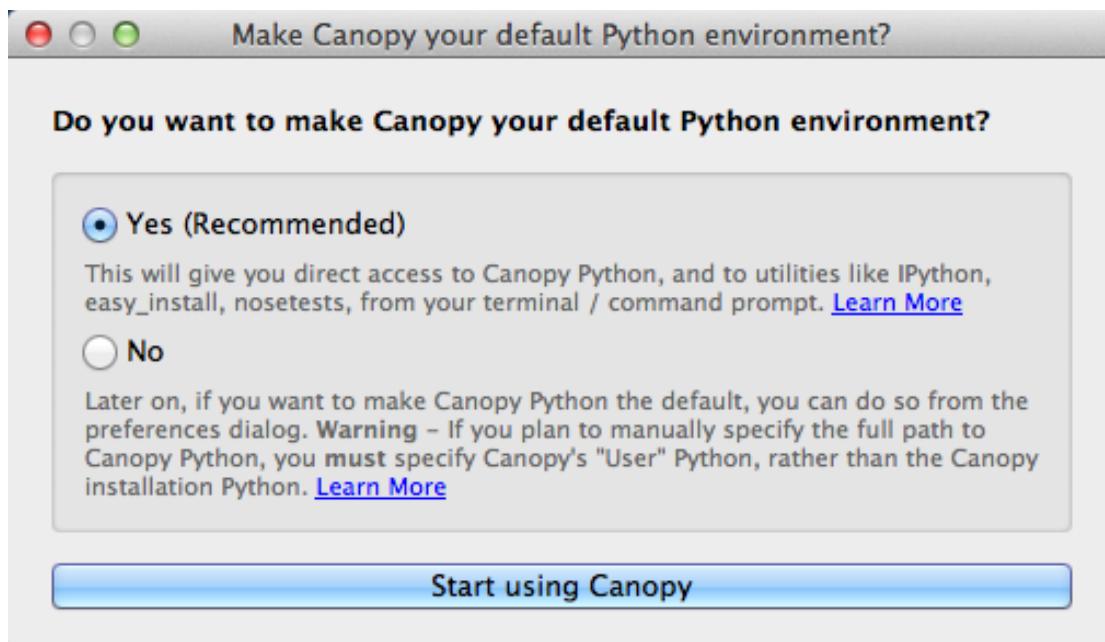 Make Canopy your default Python environment?
Do you want to make Canopy your default Python environment?
Yes (Recommended)
This will give you direct access to Canopy Python, and to utilities like IPython,
easy_install, nosetests, from your terminal / command prompt. Learn More
No
Later on, if you want to make Canopy Python the default, you can do so from the
preferences dialog. Warning – If you plan to manually specify the full path to
Canopy Python, you must specify Canopy's "User" Python, rather than the Canopy
installation Python. Learn More
Start using Canopy